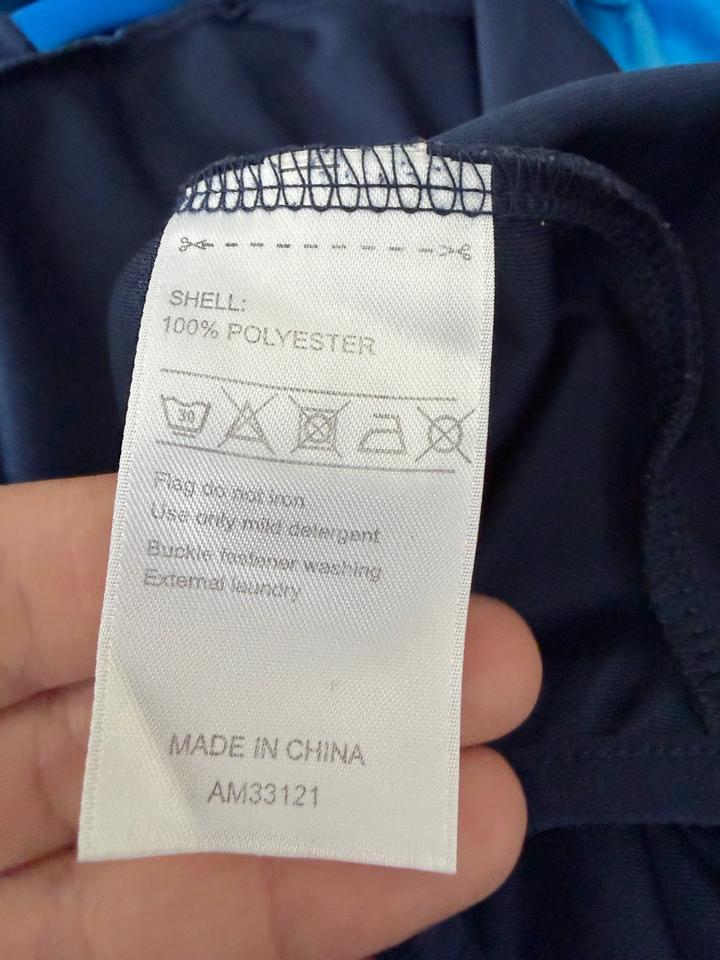 SHELL:
100% POLYESTER
30
Flag do not iron
Use only mild detergent
Buckle fastener washing
External laundry
MADE IN CHINA
AM33121